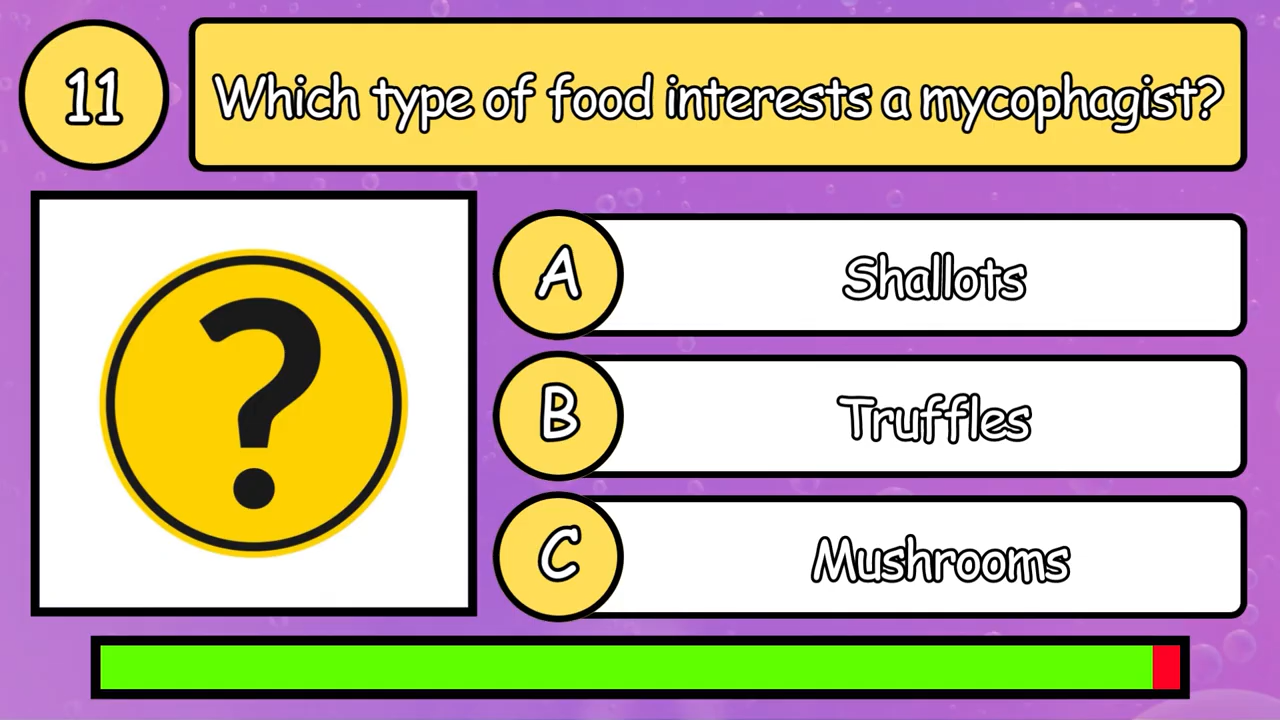 11
Which type of food interests a mycophagist?
?
A
Shallots
B
Truffles
C
Mushrooms